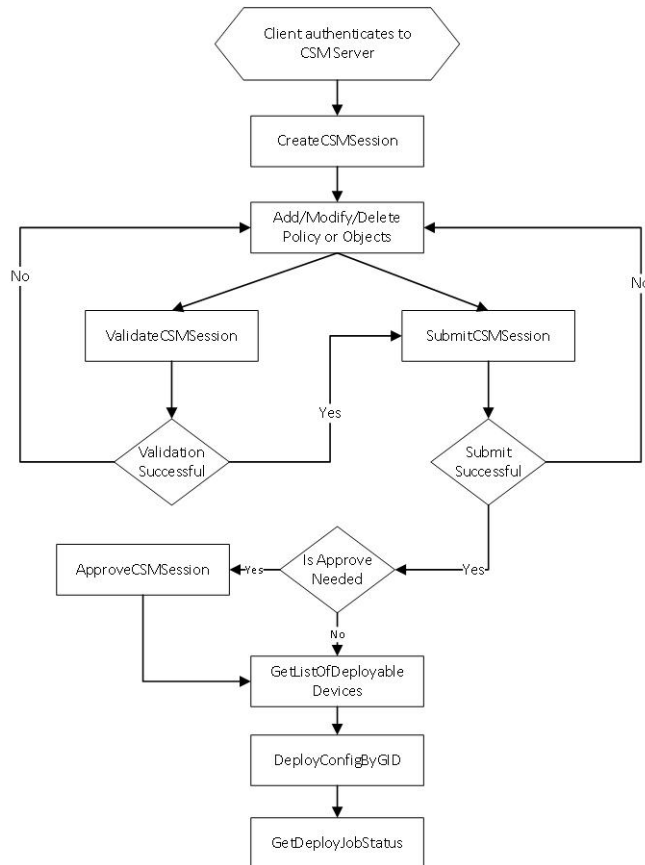 Client authenticates to
CSM Server
CreateCSMSession
Add/Modify/Delete
Policy or Objects
No
No
ValidateCSMSession
SubmitCSMSession
Yes
Validation
Successful
Submit
Successful
Is Approve
Needed
ApproveCSMSession
Yes
Yes
No
GetListOfDeployable
Devices
DeployConfigByGID
GetDeployJobStatus